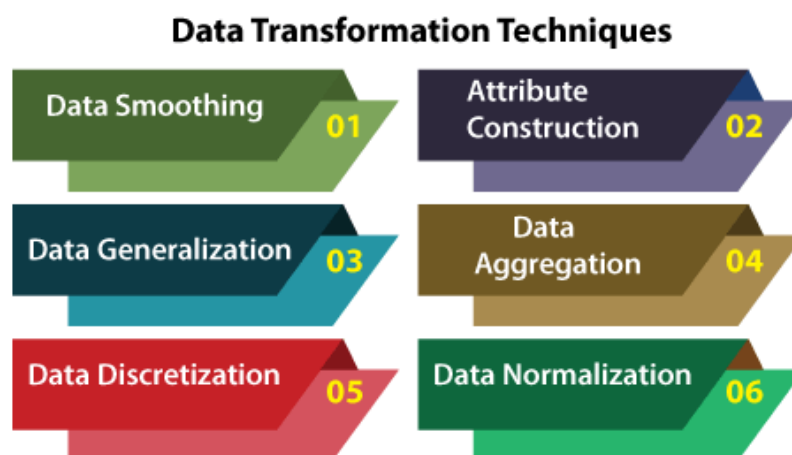 Data Transformation Techniques
Data Smoothing
01
Attribute
Construction
02
Data Generalization
03
Data
Aggregation
04
Data Discretization
05
Data Normalization
06